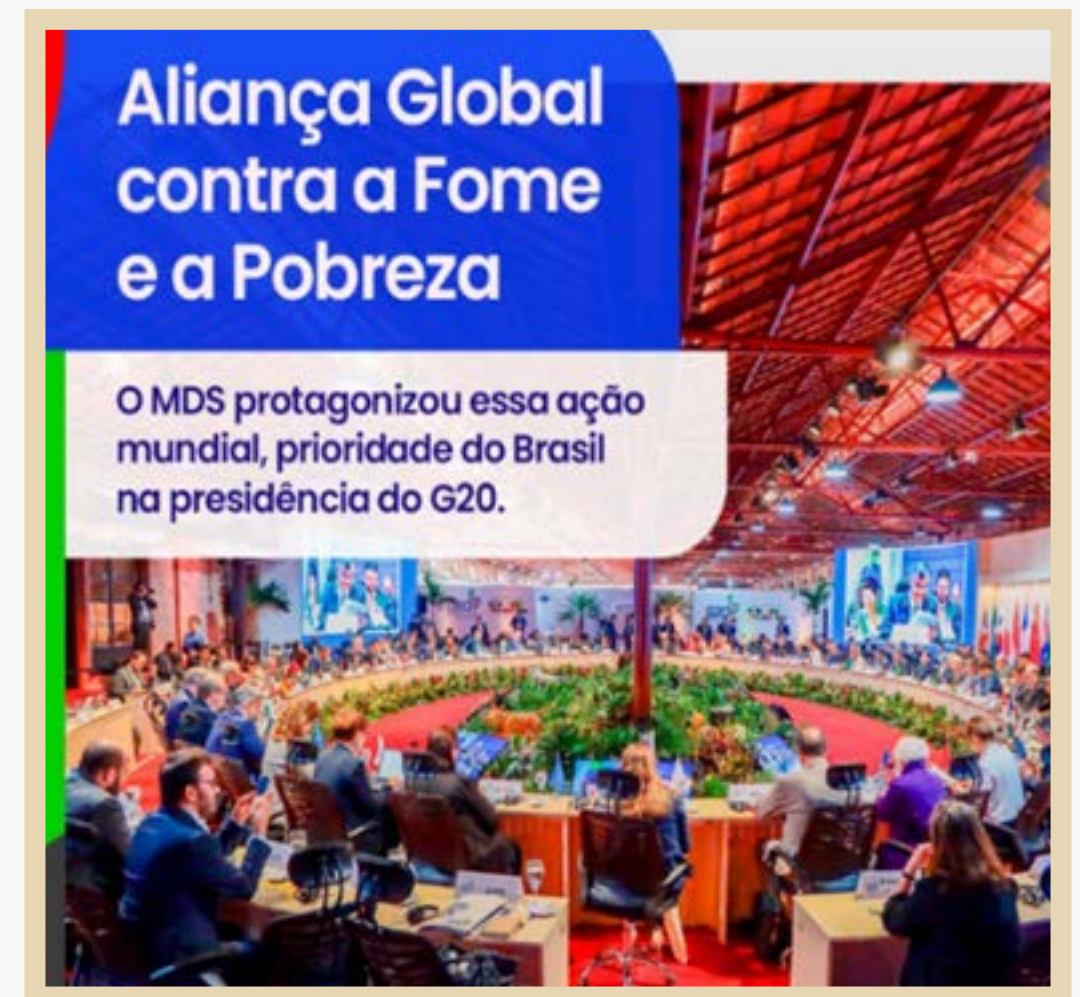 Aliança Global
contra a Fome
e a Pobreza
O MDS protagonizou essa ação
mundial, prioridade do Brasil
na presidência do G20.